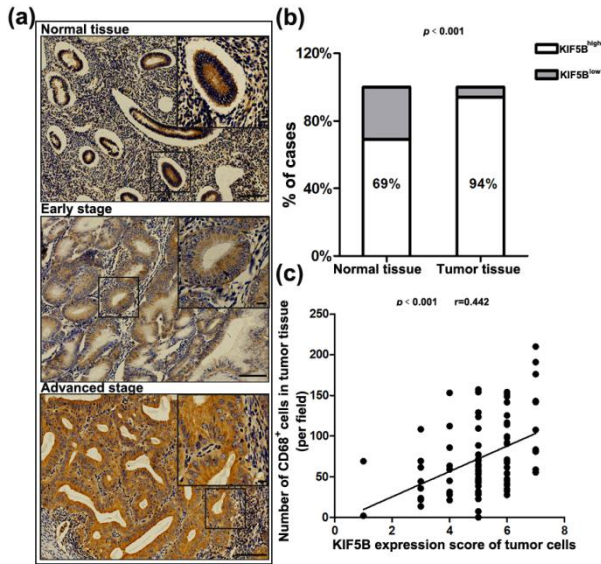 (a)
Normal tissue
Early stage
Advanced stage
(b)
p < 0.001
KIF5Bhigh
KIF5Blow
% of cases
120%
80%
40%
0%
69%
94%
Normal tissue
Tumor tissue
(c)
p < 0.001 r=0.442
Number of CD68+ cells in tumor tissue
(per field)
250
200
150
100
50
0
0 2 4 6 8
KIF5B expression score of tumor cells